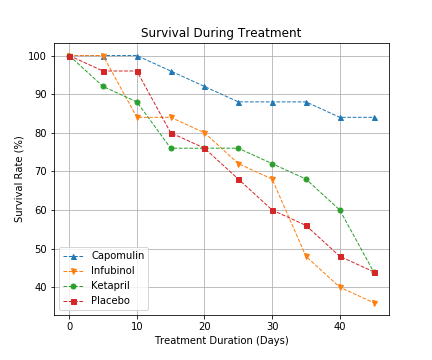 Survival During Treatment
100
90
80
70
60
50
40
Survival Rate (%)
Capomulin
Infubinol
Ketapril
Placebo
0 10 20 30 40
Treatment Duration (Days)